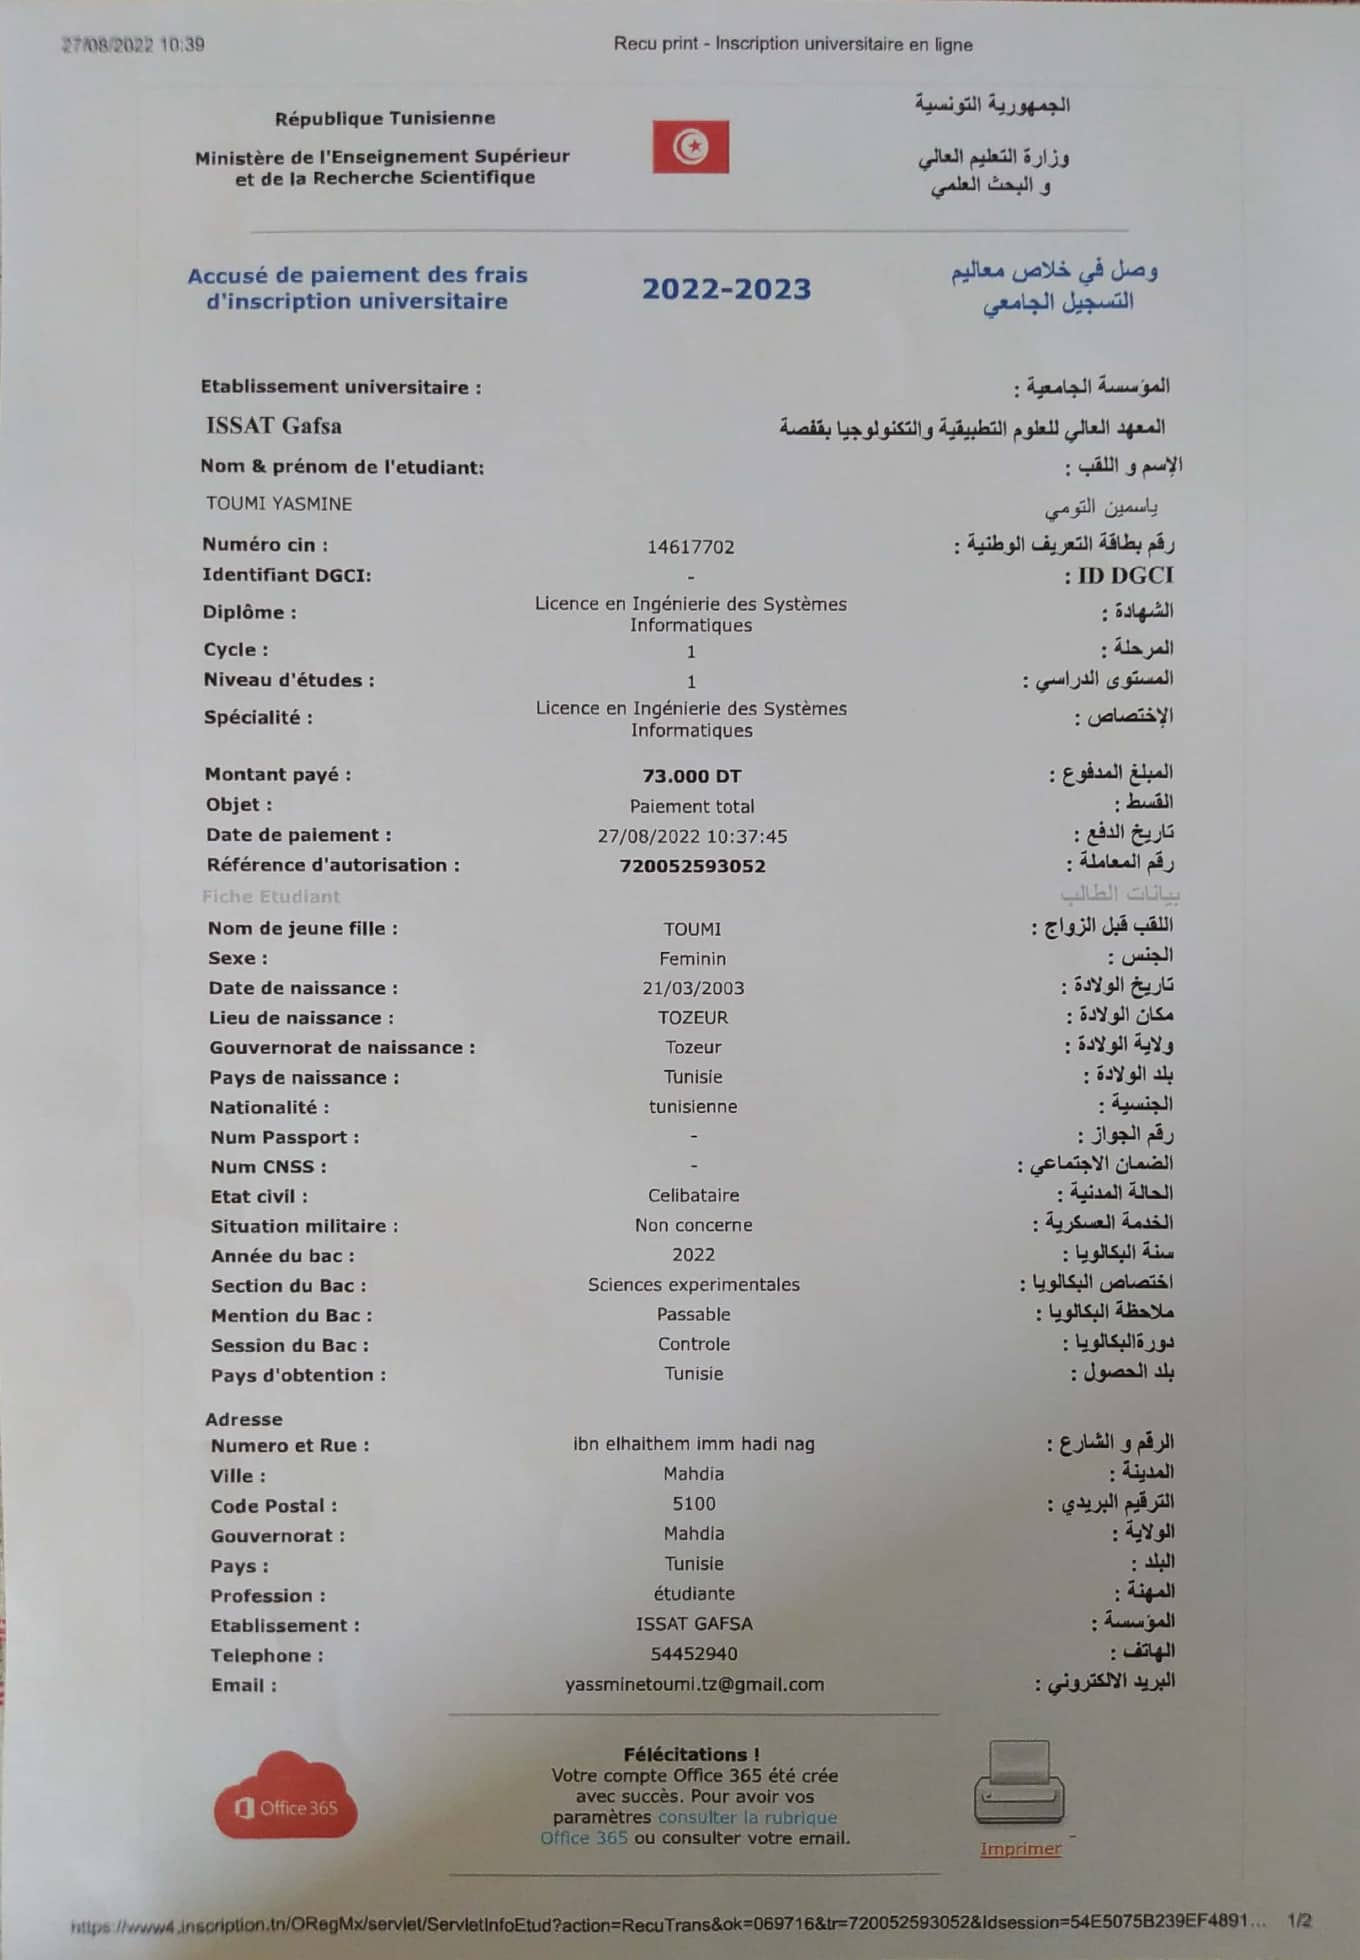 27/08/2022 10:39
Recu print - Inscription universitaire en ligne
République Tunisienne
الجمهورية التونسية
Ministère de l'Enseignement Supérieur
et de la Recherche Scientifique
وزارة التعليم العالي
و البحث العلمي
Accusé de paiement des frais
d'inscription universitaire
2022-2023
وصل في خلاص معاليم
التسجيل الجامعي
Etablissement universitaire : المؤسسة الجامعية :
ISSAT Gafsa المعهد العالي للعلوم التطبيقية والتكنولوجيا بقفصة
Nom & prénom de l'etudiant: الإسم و اللقب :
TOUMI YASMINE ياسمين التومي
Numéro cin : 14617702 رقم بطاقة التعريف الوطنية :
Identifiant DGCI: - : ID DGCI
Diplôme : Licence en Ingénierie des Systèmes الشهادة :
Informatiques
Cycle : 1 المرحلة :
Niveau d'études : 1 المستوى الدراسي :
Spécialité : Licence en Ingénierie des Systèmes الإختصاص :
Informatiques
Montant payé : 73.000 DT المبلغ المدفوع :
Objet : Paiement total القسط :
Date de paiement : 27/08/2022 10:37:45 تاريخ الدفع :
Référence d'autorisation : 720052593052 رقم المعاملة :
Fiche Etudiant بيانات الطالب
Nom de jeune fille : TOUMI اللقب قبل الزواج :
Sexe : Feminin الجنس :
Date de naissance : 21/03/2003 تاريخ الولادة :
Lieu de naissance : TOZEUR مكان الولادة :
Gouvernorat de naissance : Tozeur ولاية الولادة :
Pays de naissance : Tunisie بلد الولادة :
Nationalité : tunisienne الجنسية :
Num Passport : - رقم الجواز :
Num CNSS : - الضمان الاجتماعي :
Etat civil : Celibataire الحالة المدنية :
Situation militaire : Non concerne الخدمة العسكرية :
Année du bac : 2022 سنة البكالويا :
Section du Bac : Sciences experimentales اختصاص البكالويا :
Mention du Bac : Passable ملاحظة البكالويا :
Session du Bac : Controle دورةالبكالويا :
Pays d'obtention : Tunisie بلد الحصول :
Adresse
Numero et Rue : ibn elhaithem imm hadi nag الرقم و الشارع :
Ville : Mahdia المدينة :
Code Postal : 5100 الترقيم البريدي :
Gouvernorat : Mahdia الولاية :
Pays : Tunisie البلد :
Profession : étudiante المهنة :
Etablissement : ISSAT GAFSA المؤسسة :
Telephone : 54452940 الهاتف :
Email : yassminetoumi.tz@gmail.com البريد الالكتروني :
Félécitations !
Votre compte Office 365 été crée
avec succès. Pour avoir vos
paramètres consulter la rubrique
Office 365 ou consulter votre email.
Office 365
Imprimer
https://www4.inscription.tn/ORegMx/servlet/ServletInfoEtud?action=RecuTrans&ok=069716&tr=720052593052&Idsession=54E5075B239EF4891... 1/2